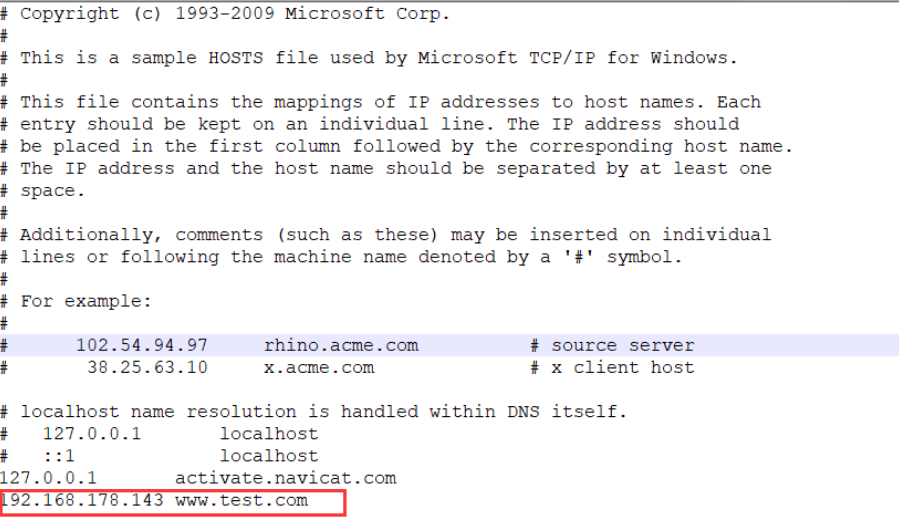 # Copyright (c) 1993-2009 Microsoft Corp.
#
# This is a sample HOSTS file used by Microsoft TCP/IP for Windows.
#
# This file contains the mappings of IP addresses to host names. Each
# entry should be kept on an individual line. The IP address should
# be placed in the first column followed by the corresponding host name.
# The IP address and the host name should be separated by at least one
# space.
#
# Additionally, comments (such as these) may be inserted on individual
# lines or following the machine name denoted by a '#' symbol.
#
# For example:
#
#      102.54.94.97     rhino.acme.com          # source server
#       38.25.63.10     x.acme.com              # x client host

# localhost name resolution is handled within DNS itself.
#   127.0.0.1       localhost
#   ::1             localhost
127.0.0.1       activate.navicat.com
192.168.178.143 www.test.com